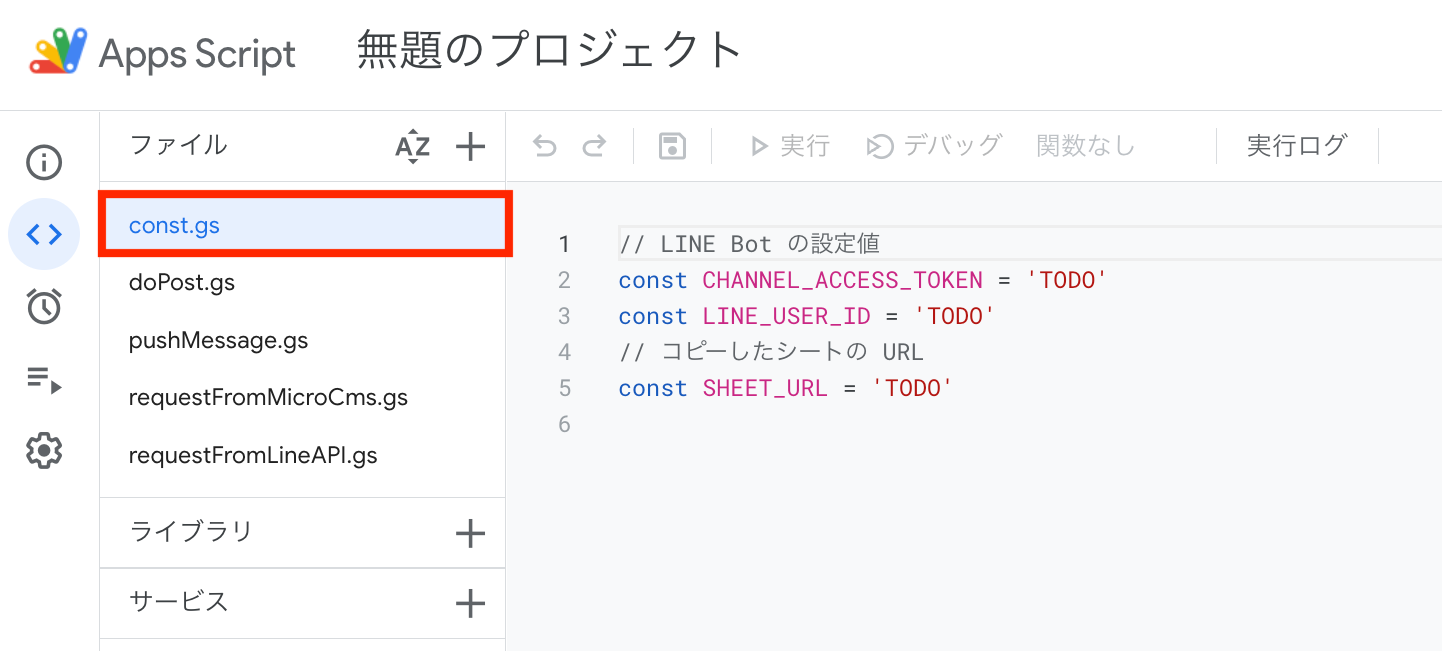 Apps Script 無題のプロジェクト
ファイル AZ
実行 デバッグ 関数なし 実行ログ
const.gs
doPost.gs
pushMessage.gs
requestFromMicroCms.gs
requestFromLineAPI.gs
ライブラリ
サービス
1 // LINE Bot の設定値
2 const CHANNEL_ACCESS_TOKEN = 'TODO'
3 const LINE_USER_ID = 'TODO'
4 // コピーしたシートの URL
5 const SHEET_URL = 'TODO'
6